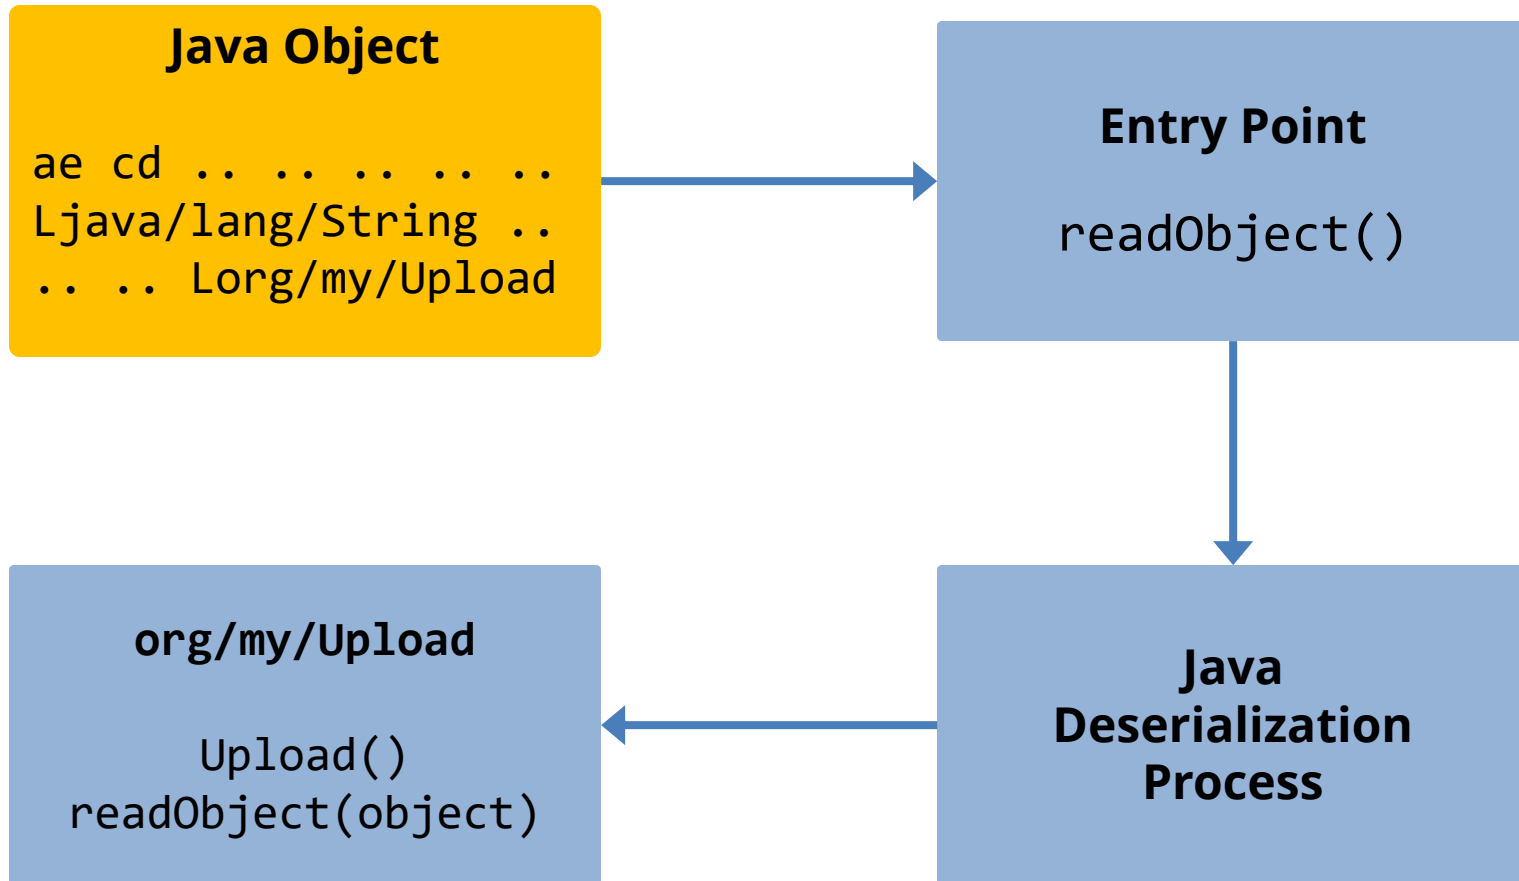 Java Object
ae cd .. .. .. .. ..
Ljava/lang/String ..
.. .. Lorg/my/Upload
Entry Point
readObject()
org/my/Upload
Upload()
readObject(object)
Java
Deserialization
Process